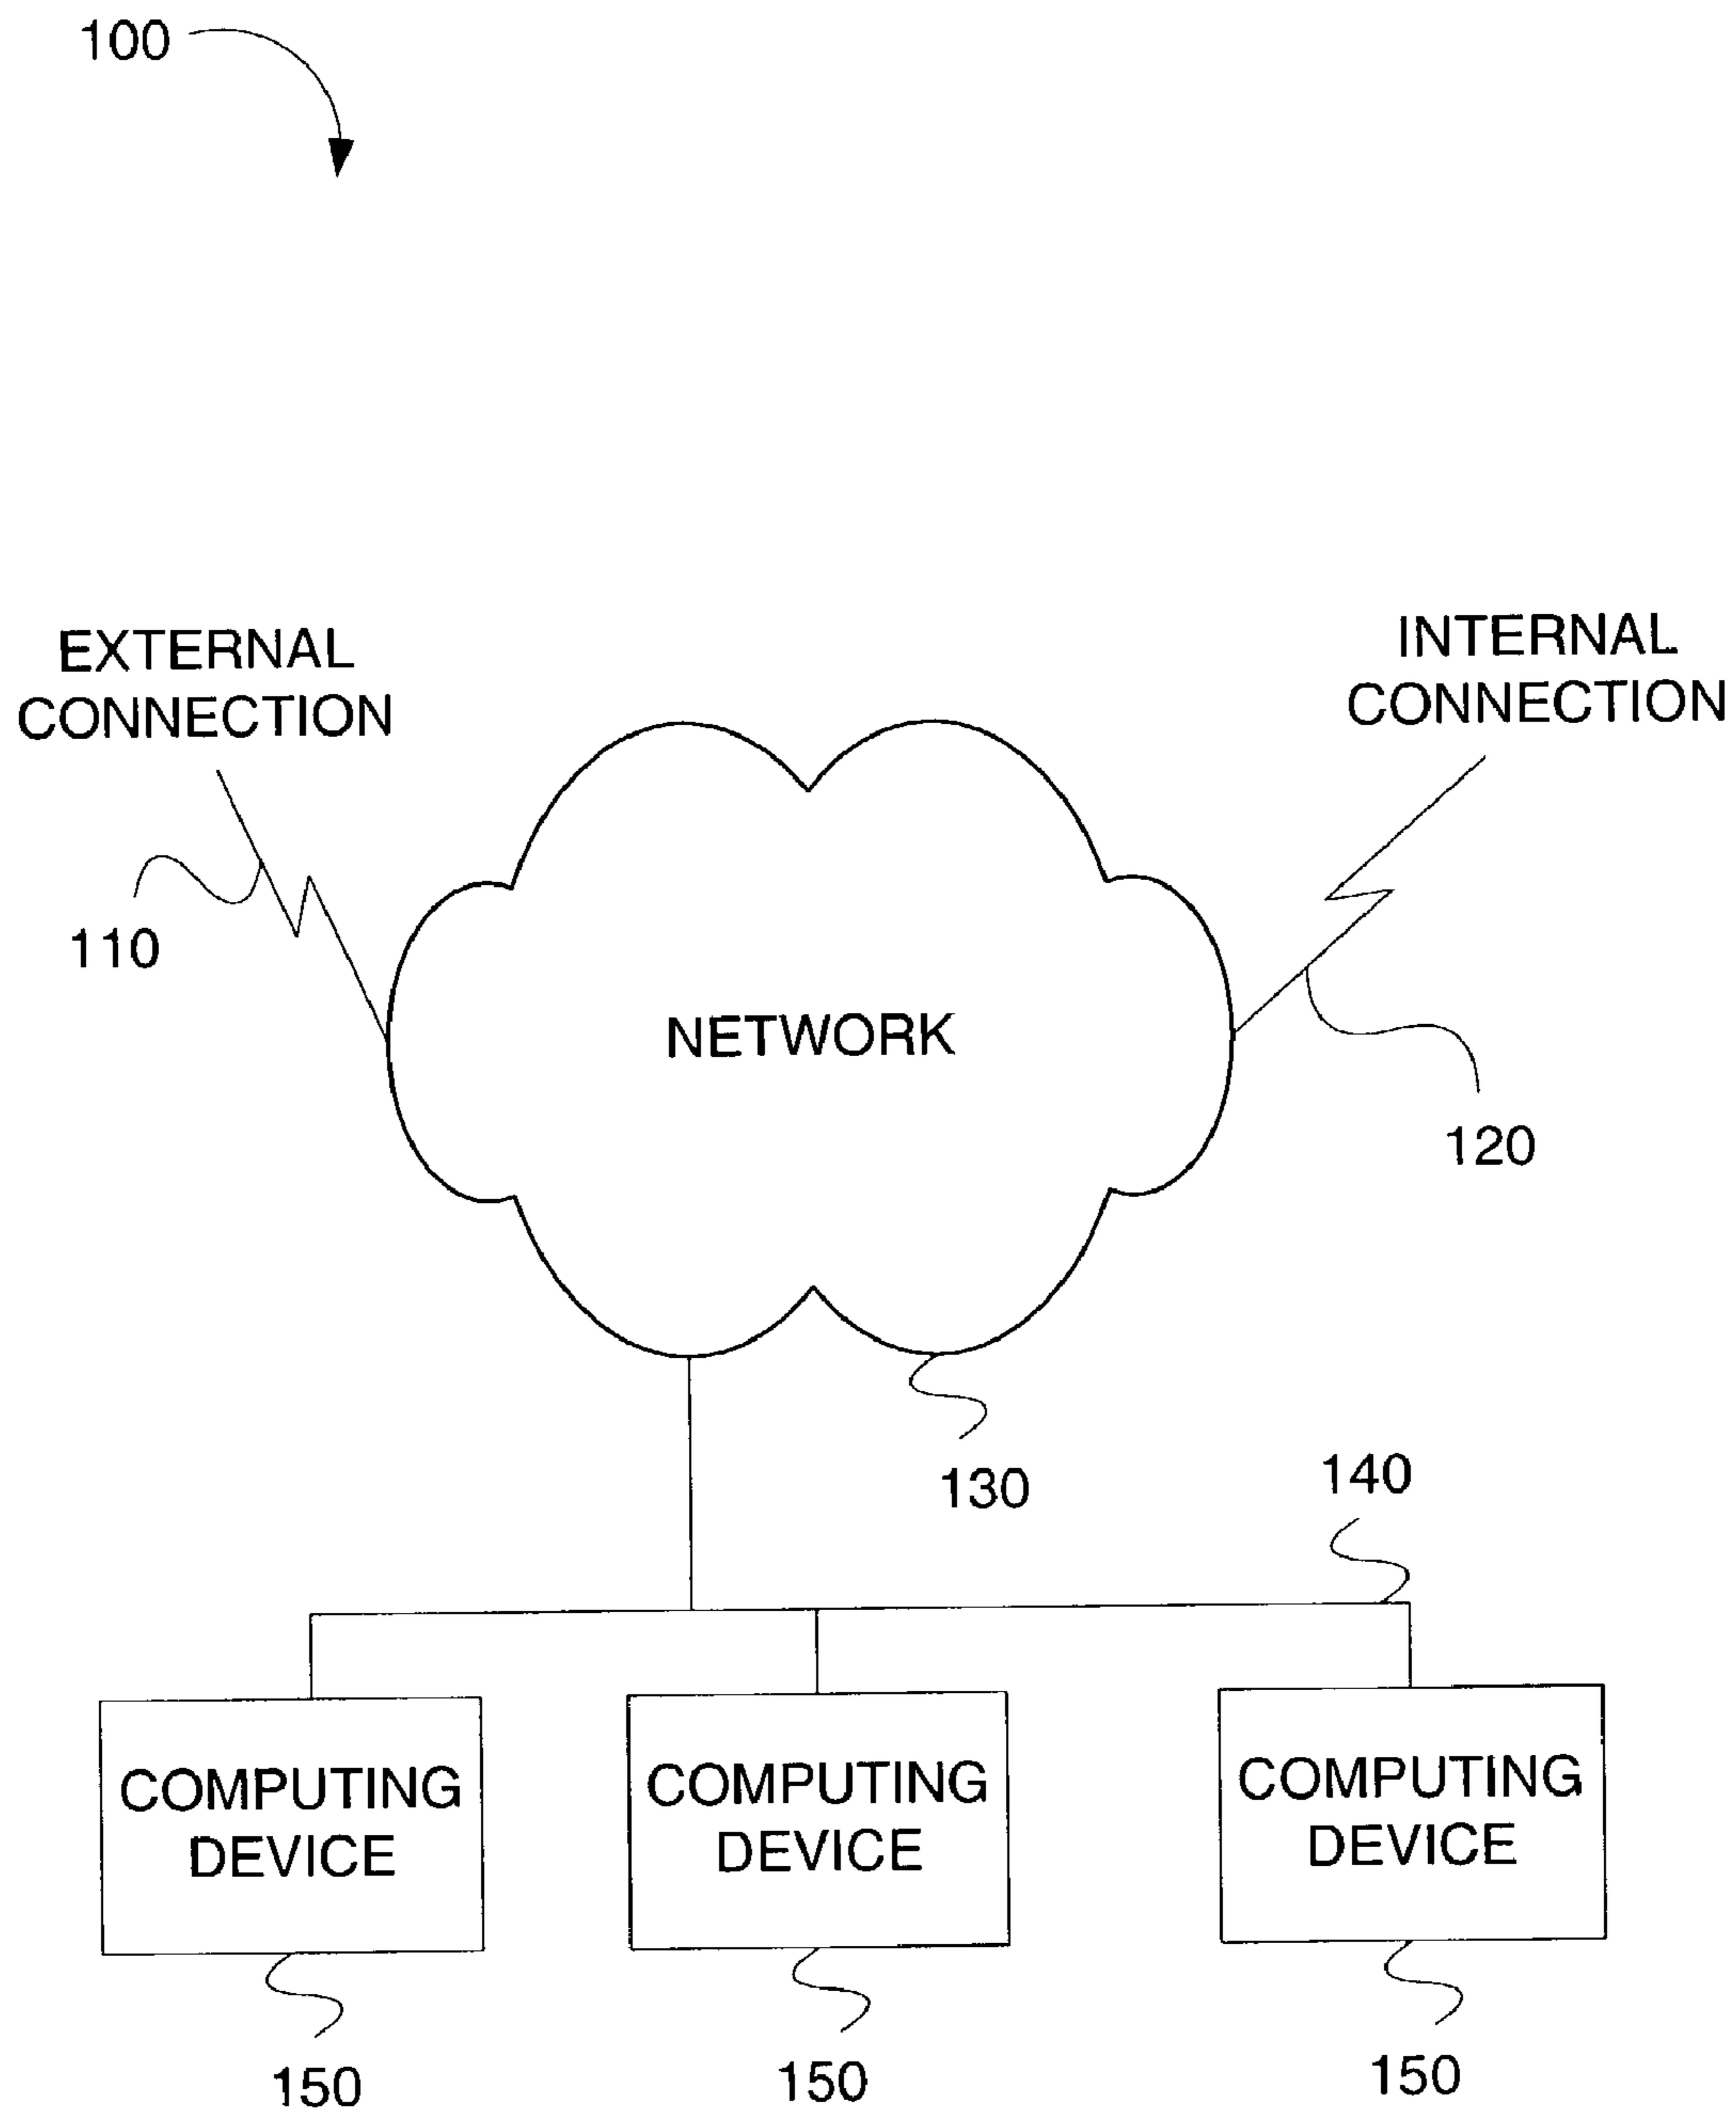 100
EXTERNAL
CONNECTION
INTERNAL
CONNECTION
110
NETWORK
120
130
140
COMPUTING
DEVICE
COMPUTING
DEVICE
COMPUTING
DEVICE
150
150
150